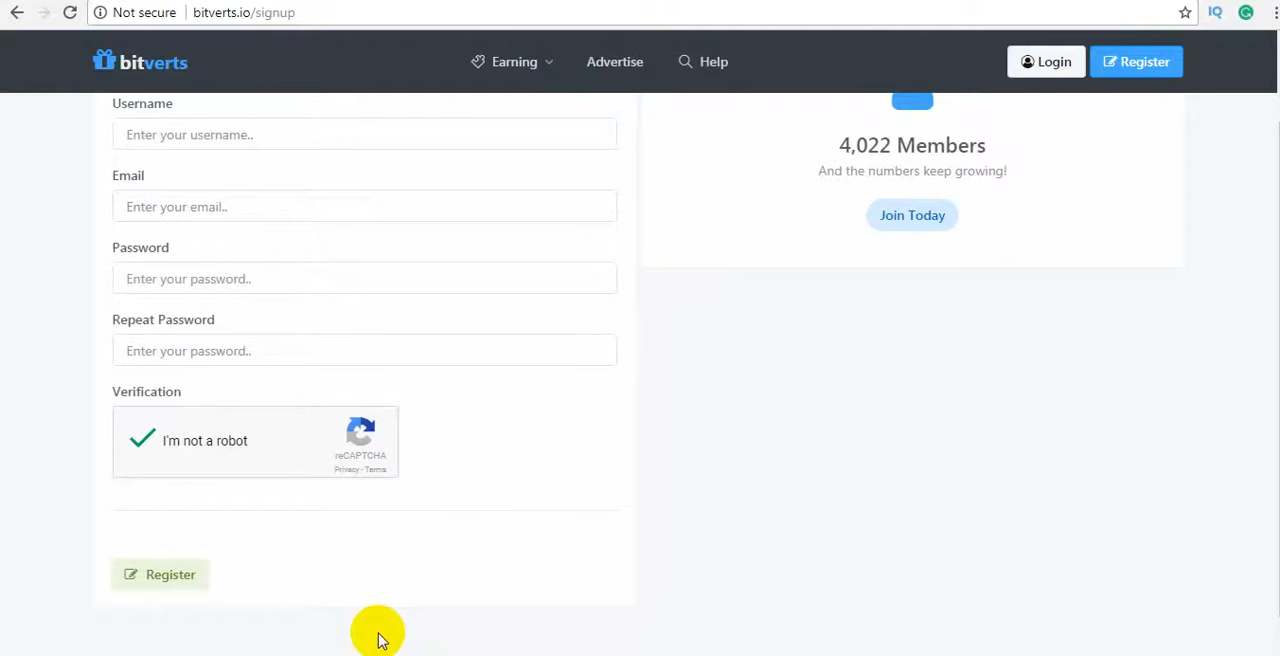 Not secure bitverts.io/signup IQ
bitverts Earning Advertise Help Login Register
Username
Enter your username..
Email
Enter your email..
Password
Enter your password..
Repeat Password
Enter your password..
Verification
I'm not a robot
reCAPTCHA
Privacy - Terms
Register
4,022 Members
And the numbers keep growing!
Join Today